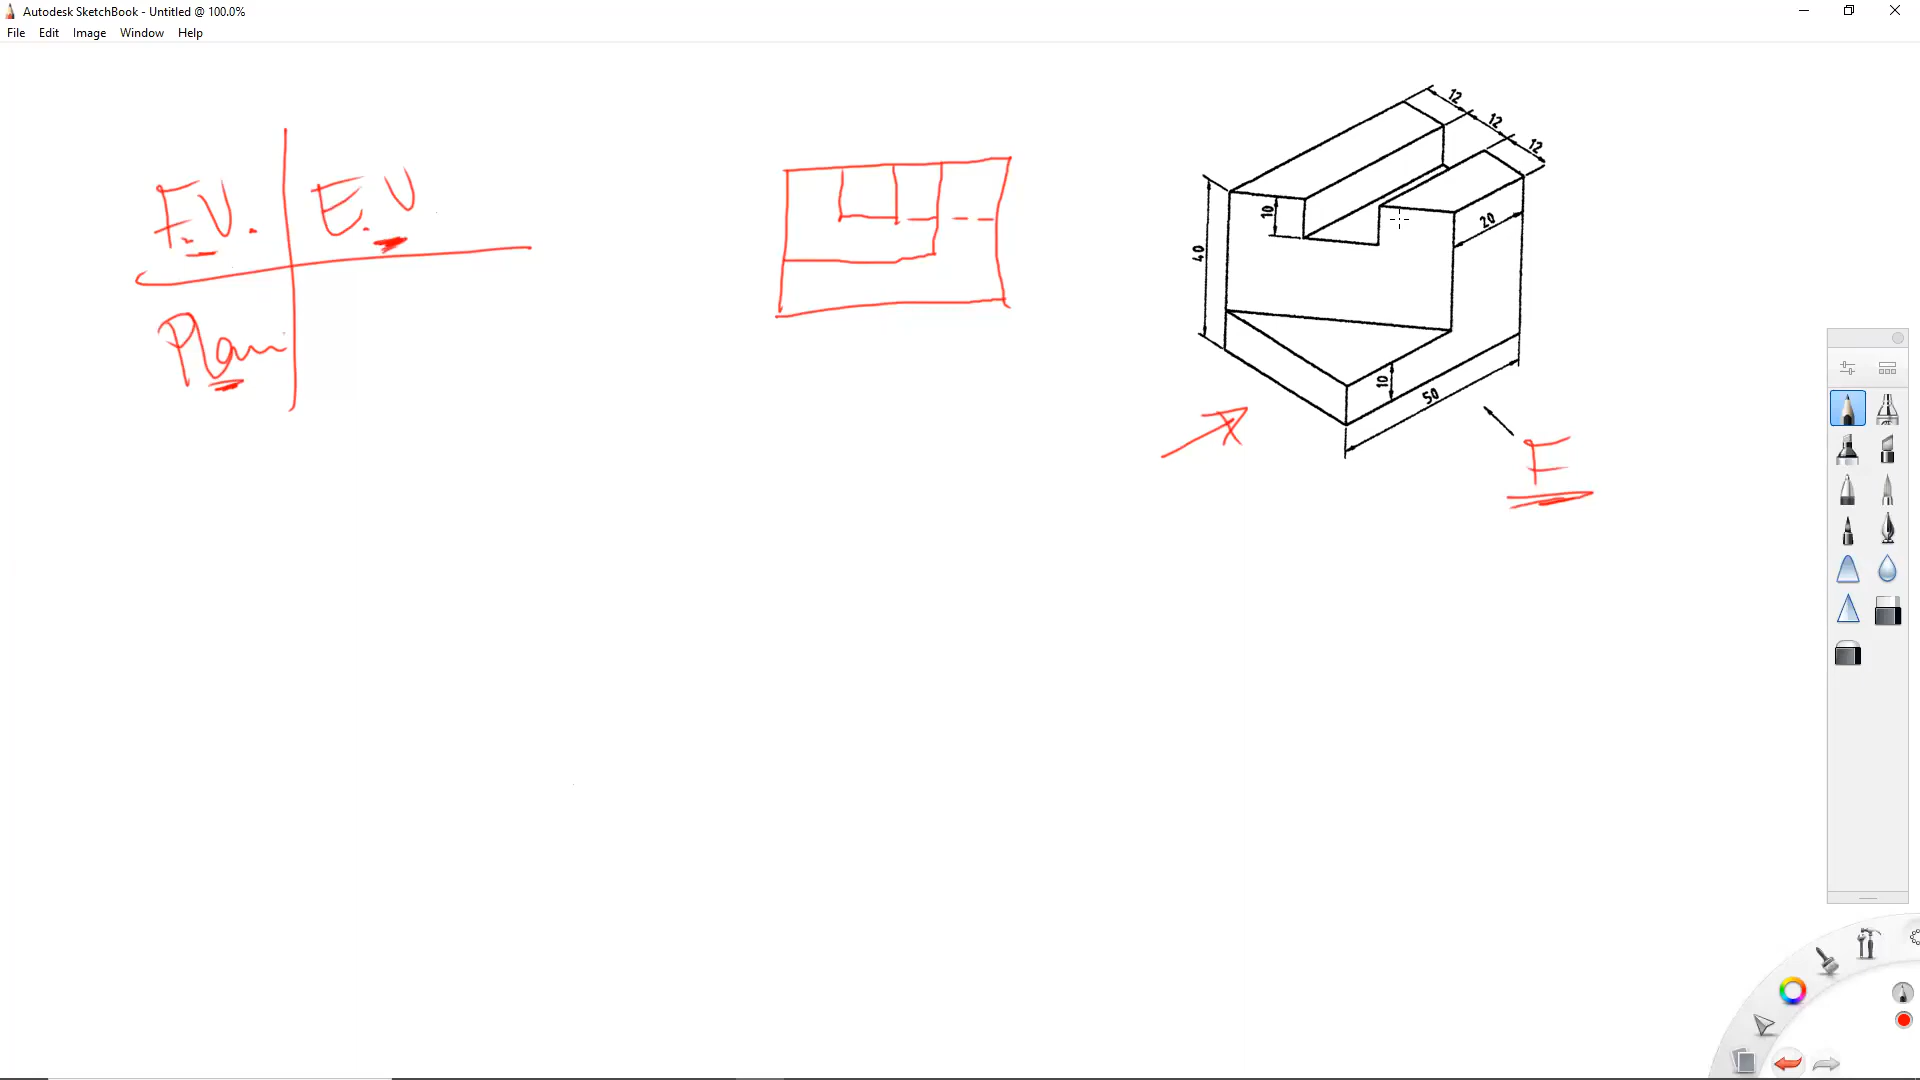 Autodesk SketchBook - Untitled @ 100.0%
File Edit Image Window Help
F.V. E.V
Plan
12
12
12
10
20
40
10
50
F